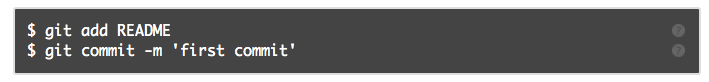 $ git add README
$ git commit -m 'first commit'